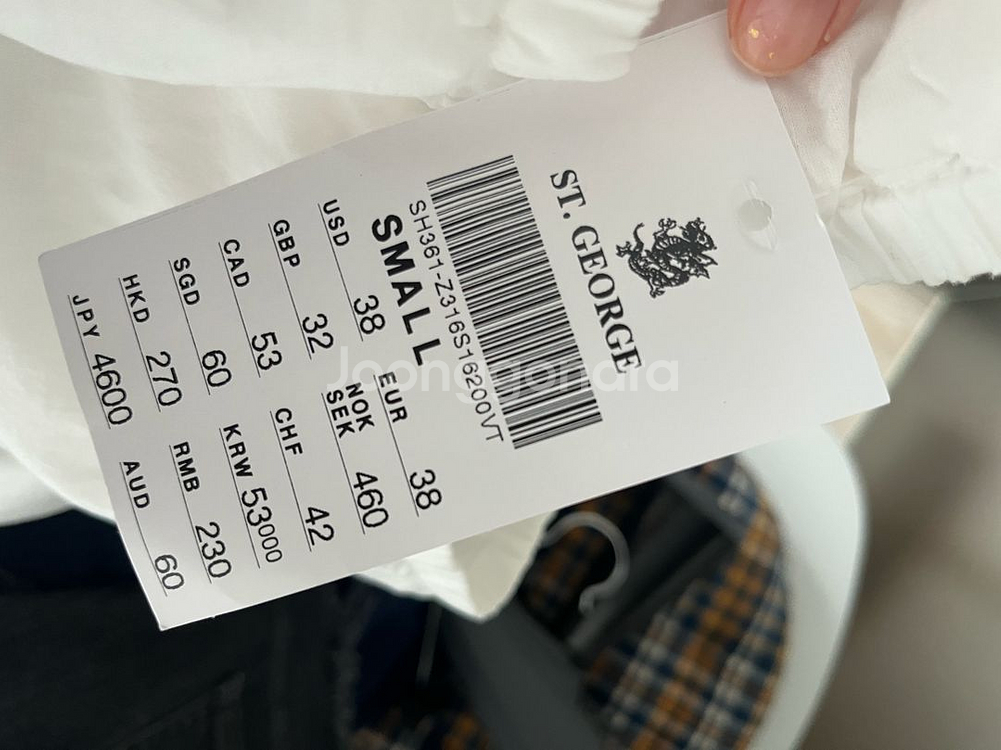 ST. GEORGE
SH361-Z316S16200VT
SMALL
USD 38
EUR 38
GBP 32
NOK
SEK 460
CAD 53
CHF 42
SGD 60
KRW 53000
HKD 270
RMB 230
JPY 4600
AUD 60
Joonggonara